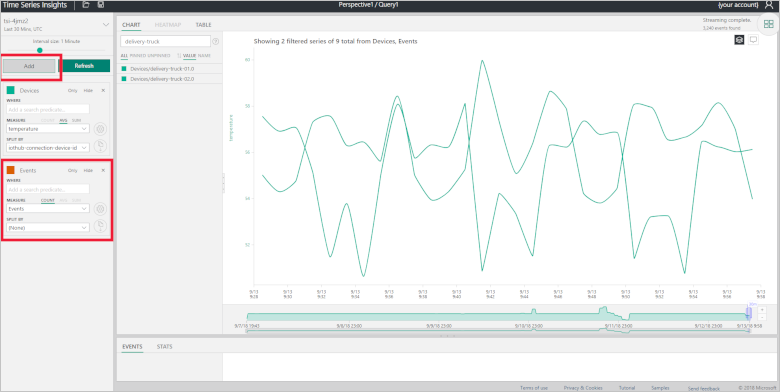 Time Series Insights
Perspective1 / Query1
{your account}
tsi-4jmz2
Last 30 Mins, UTC
Interval size: 1 Minute
Add
Refresh
Devices
Only
Hide
WHERE
Add a search predicate...
MEASURE
COUNT
AVG
SUM
temperature
SPLIT BY
iothub-connection-device-id
Events
Only
Hide
WHERE
Add a search predicate...
MEASURE
COUNT
Events
SPLIT BY
(None)
CHART
HEATMAP
TABLE
delivery-truck
ALL PINNED UNPINNED
VALUE NAME
Devices/delivery-truck-01.0
Devices/delivery-truck-02.0
Streaming complete.
3,240 events found
Showing 2 filtered series of 9 total from Devices, Events
temperature
60
58
56
54
52
9/13 9:28
9/13 9:30
9/13 9:32
9/13 9:34
9/13 9:36
9/13 9:38
9/13 9:40
9/13 9:42
9/13 9:44
9/13 9:46
9/13 9:48
9/13 9:50
9/13 9:52
9/13 9:54
9/13 9:56
9/13 9:58
9/7/18 19:43
9/8/18 23:00
9/9/18 23:00
9/10/18 23:00
9/11/18 23:00
9/12/18 23:00
9/13/18 9:58
EVENTS
STATS
Terms of use
Privacy & Cookies
Tutorial
Samples
Send feedback
© 2018 Microsoft